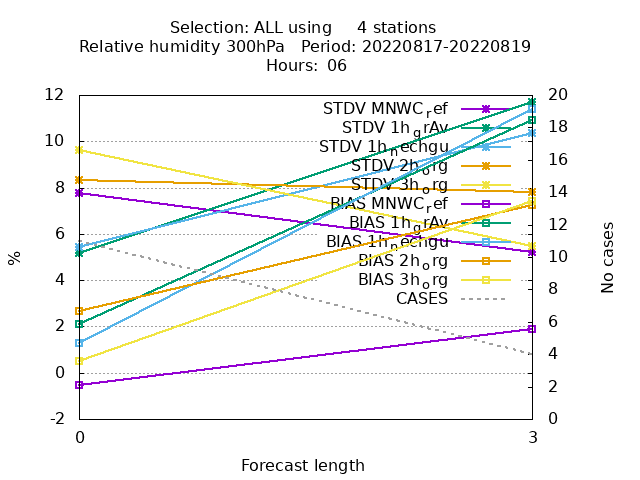 Selection: ALL using 4 stations
Relative humidity 300hPa Period: 20220817-20220819
Hours: 06
12
10
8
6
4
2
0
-2
%
STDV MNWC_ref
STDV 1h_grAv
STDV 1h_nechgu
STDV 2h_org
STDV 3h_org
BIAS MNWC_ref
BIAS 1h_grAv
BIAS 1h_nechgu
BIAS 2h_org
BIAS 3h_org
CASES
20
18
16
14
12
10
8
6
4
2
0
No cases
0 3
Forecast length